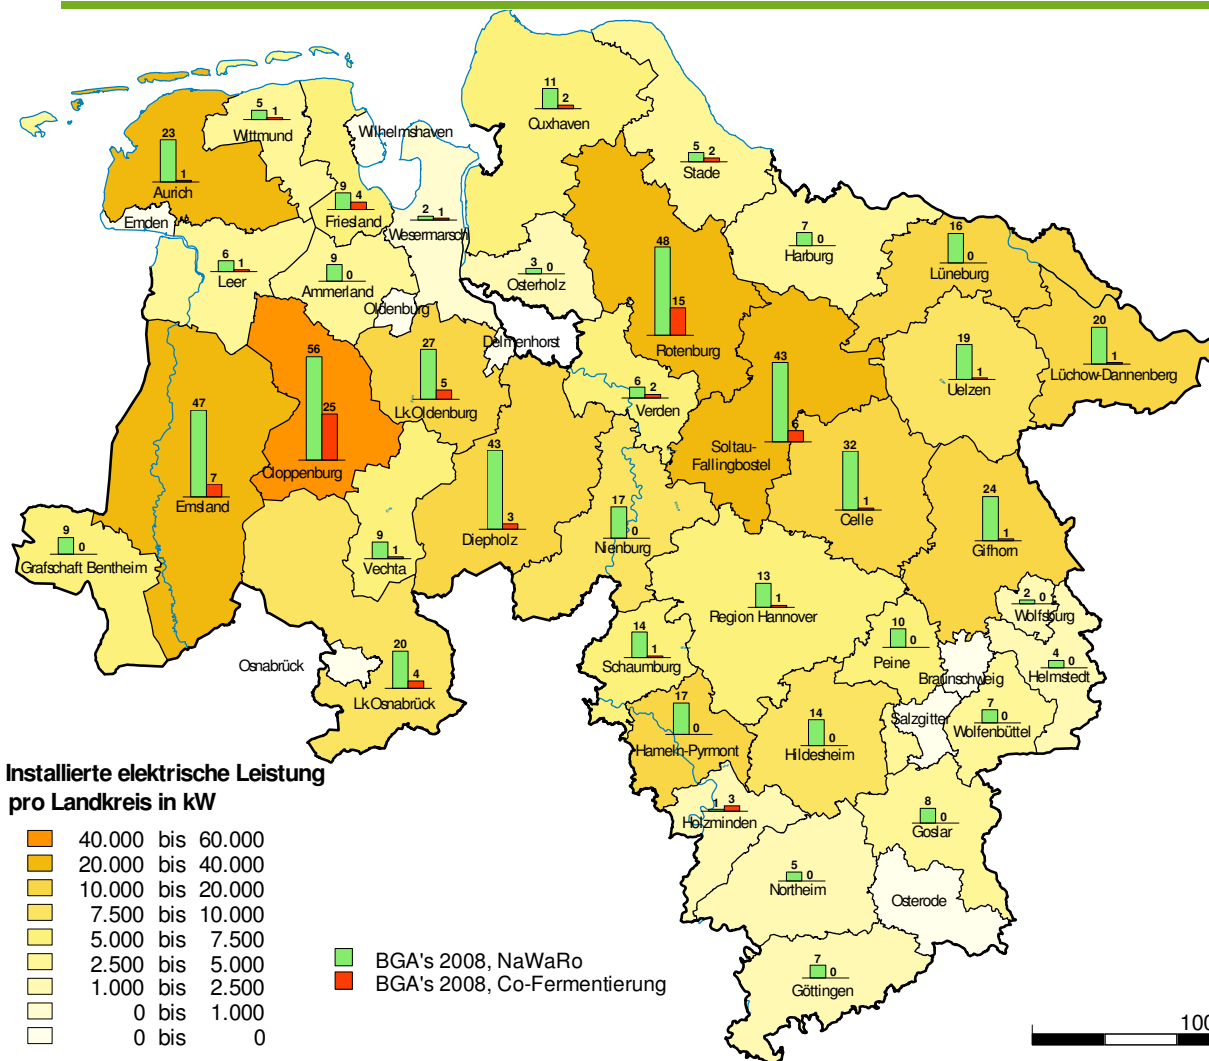 11
2
Cuxhaven
5
1
Wittmund
Wilhelmshaven
23
1
Aurich
5
2
Stade
9
4
Friesland
Emden
2
1
Wesermarsch
7
0
Harburg
16
0
Lüneburg
48
15
Rotenburg
6
1
Leer
9
0
Ammerland
3
0
Osterholz
Oldenburg
Delmenhorst
20
1
Lüchow-Dannenberg
19
1
Uelzen
56
25
Cloppenburg
27
5
Lk.Oldenburg
43
6
Soltau-
Fallingbostel
6
2
Verden
47
7
Emsland
43
3
Diepholz
32
1
Celle
17
0
Nienburg
24
1
Gifhorn
9
0
Grafschaft Bentheim
9
1
Vechta
13
1
Region Hannover
2
0
Wolfsburg
14
1
Schaumburg
10
0
Peine
Braunschweig
4
0
Helmstedt
Osnabrück
20
4
Lk.Osnabrück
17
0
Hameln-Pyrmont
14
0
Hildesheim
Salzgitter
7
0
Wolfenbüttel
1
3
Holzminden
8
0
Goslar
5
0
Northeim
Osterode
7
0
Göttingen
Installierte elektrische Leistung
pro Landkreis in kW
40.000 bis 60.000
20.000 bis 40.000
10.000 bis 20.000
7.500 bis 10.000
5.000 bis 7.500
2.500 bis 5.000
1.000 bis 2.500
0 bis 1.000
0 bis 0
BGA's 2008, NaWaRo
BGA's 2008, Co-Fermentierung
100